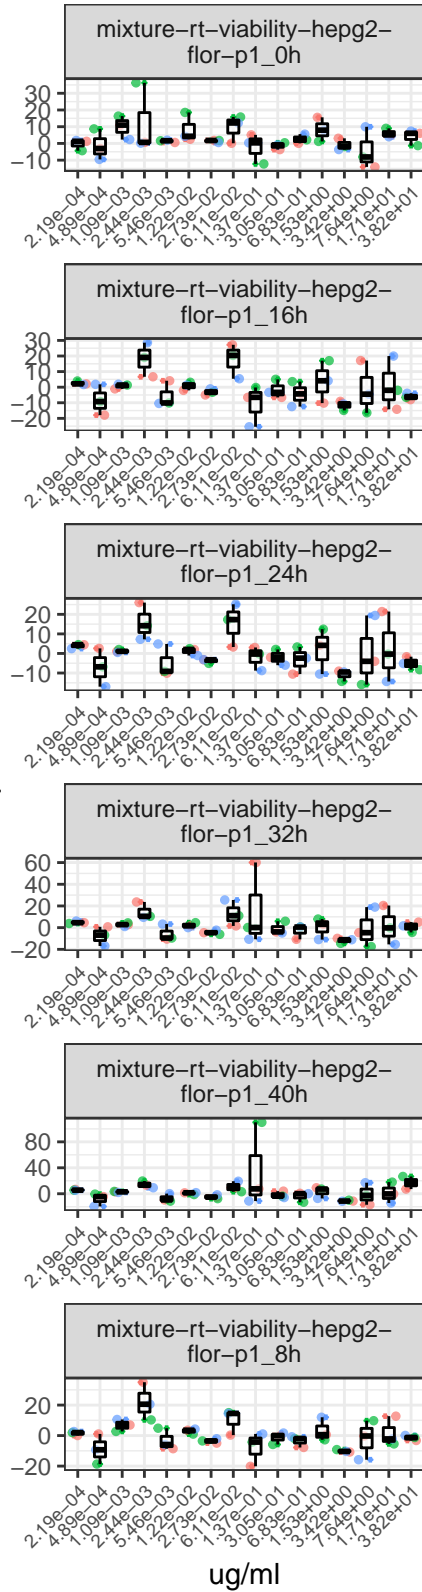 mixture−rt−viability−hepg2−
flor−p1_0h
30
20
10
0
−10
2.19e−04
4.89e−04
1.09e−03
2.44e−03
5.46e−03
1.22e−02
2.73e−02
6.11e−02
1.37e−01
3.05e−01
6.83e−01
1.53e+00
3.42e+00
7.64e+00
1.71e+01
3.82e+01
mixture−rt−viability−hepg2−
flor−p1_16h
30
20
10
0
−10
−20
2.19e−04
4.89e−04
1.09e−03
2.44e−03
5.46e−03
1.22e−02
2.73e−02
6.11e−02
1.37e−01
3.05e−01
6.83e−01
1.53e+00
3.42e+00
7.64e+00
1.71e+01
3.82e+01
mixture−rt−viability−hepg2−
flor−p1_24h
20
10
0
−10
2.19e−04
4.89e−04
1.09e−03
2.44e−03
5.46e−03
1.22e−02
2.73e−02
6.11e−02
1.37e−01
3.05e−01
6.83e−01
1.53e+00
3.42e+00
7.64e+00
1.71e+01
3.82e+01
mixture−rt−viability−hepg2−
flor−p1_32h
60
40
20
0
−20
2.19e−04
4.89e−04
1.09e−03
2.44e−03
5.46e−03
1.22e−02
2.73e−02
6.11e−02
1.37e−01
3.05e−01
6.83e−01
1.53e+00
3.42e+00
7.64e+00
1.71e+01
3.82e+01
mixture−rt−viability−hepg2−
flor−p1_40h
80
40
0
2.19e−04
4.89e−04
1.09e−03
2.44e−03
5.46e−03
1.22e−02
2.73e−02
6.11e−02
1.37e−01
3.05e−01
6.83e−01
1.53e+00
3.42e+00
7.64e+00
1.71e+01
3.82e+01
mixture−rt−viability−hepg2−
flor−p1_8h
20
0
−20
2.19e−04
4.89e−04
1.09e−03
2.44e−03
5.46e−03
1.22e−02
2.73e−02
6.11e−02
1.37e−01
3.05e−01
6.83e−01
1.53e+00
3.42e+00
7.64e+00
1.71e+01
3.82e+01
ug/ml